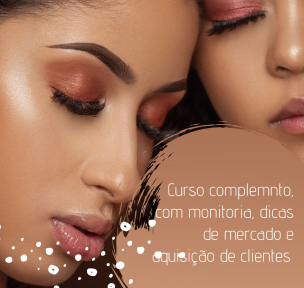 Curso complemnto,
com monitoria, dicas
de mercado e
aquisição de clientes